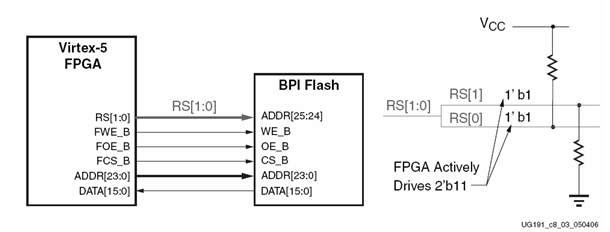 Virtex-5
FPGA
RS[1:0]
FWE_B
FOE_B
FCS_B
ADDR[23:0]
DATA[15:0]
RS[1:0]
BPI Flash
ADDR[25:24]
WE_B
OE_B
CS_B
ADDR[23:0]
DATA[15:0]
VCC
RS[1:0]
RS[1] 1' b1
RS[0] 1' b1
FPGA Actively
Drives 2'b11
UG191_c8_03_050406